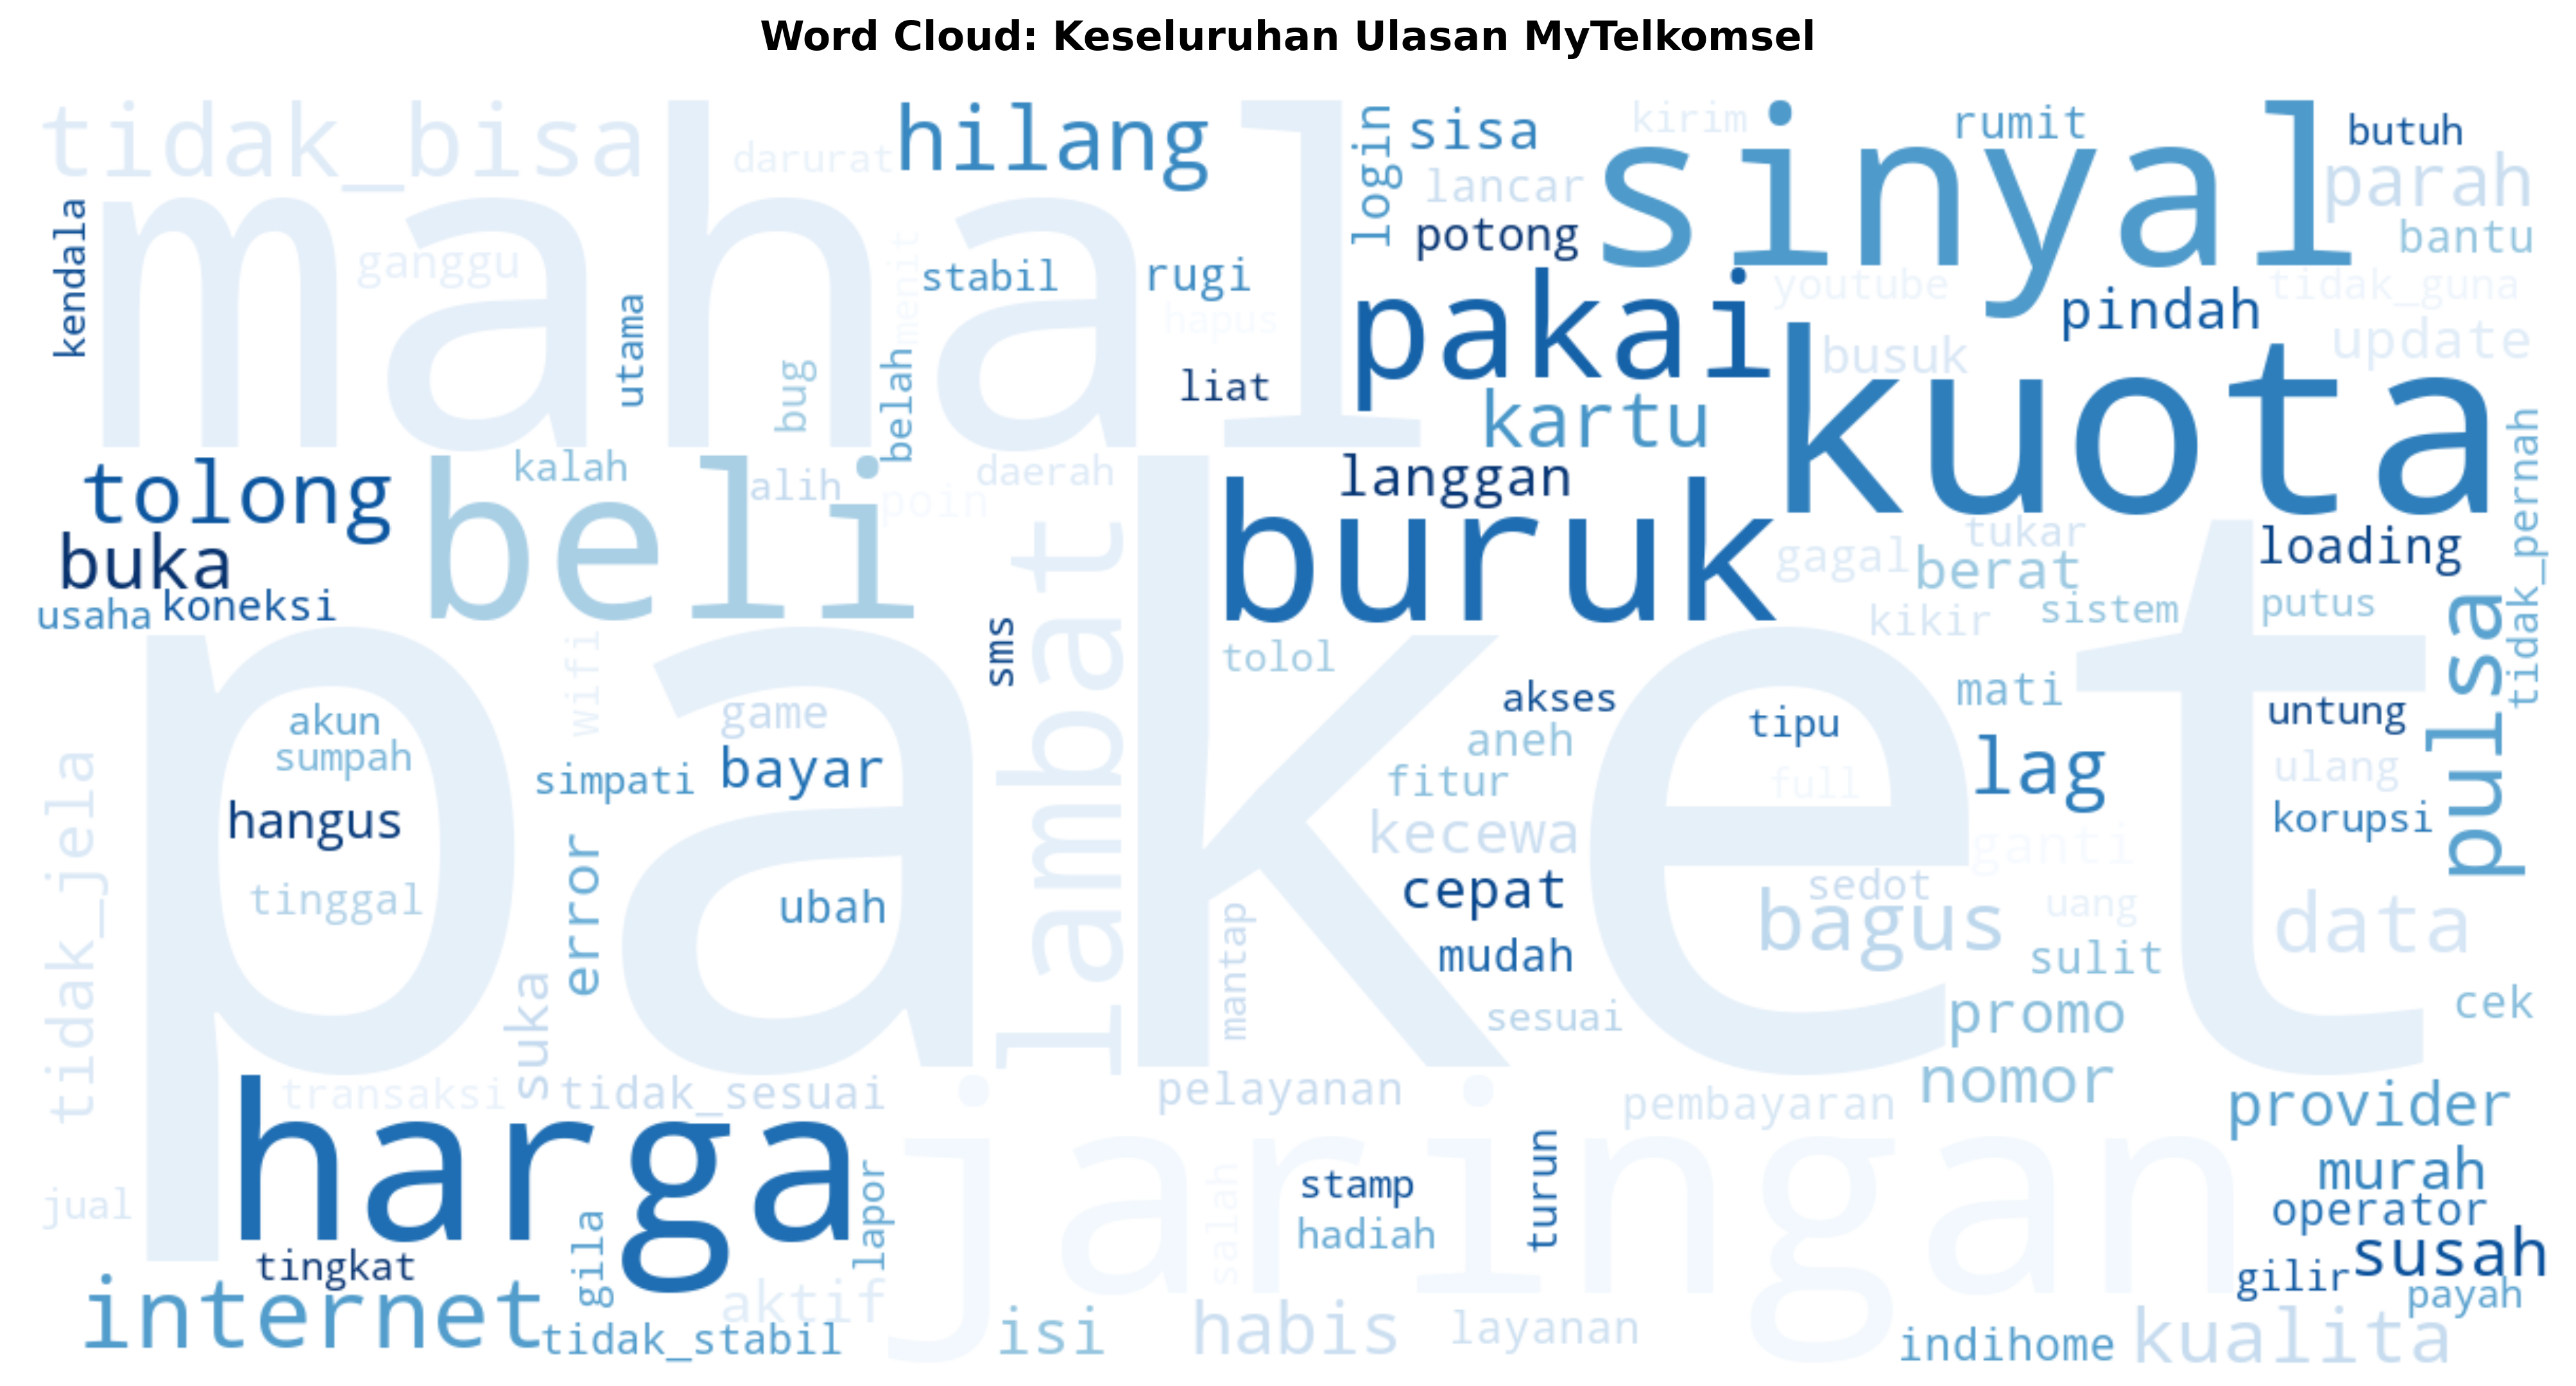 Word Cloud: Keseluruhan Ulasan MyTelkomsel
tidak_bisa
mahal
darurat
hilang
login
sisa
kirim
sinyal
rumit
butuh
lancar
parah
kendala
ganggu
menit
stabil
rugi
potong
bantu
utama
hapus
pakai
youtube
pindah
tidak_guna
bug
belah
liat
kartu
busuk
update
kuota
tolong
kalah
beli
alih
daerah
poin
langgan
buruk
tidak_pernah
buka
lambat
gagal
tukar
berat
loading
usaha
koneksi
kikir
sistem
putus
wifi
sms
tolol
pulsa
paket
akun
game
akses
mati
tipu
untung
sumpah
simpati
bayar
aneh
fitur
full
lag
ulang
tidak_jela
hangus
kecewa
ganti
korupsi
error
tinggal
ubah
cepat
sedot
uang
bagus
data
mantap
mudah
sulit
suka
sesuai
promo
cek
transaksi
tidak_sesuai
pelayanan
pembayaran
nomor
provider
harga
jaringan
jual
lapor
salah
stamp
turun
murah
hadiah
operator
tingkat
gila
susah
gilir
internet
aktif
payah
tidak_stabil
isi
habis
layanan
indihome
kualita